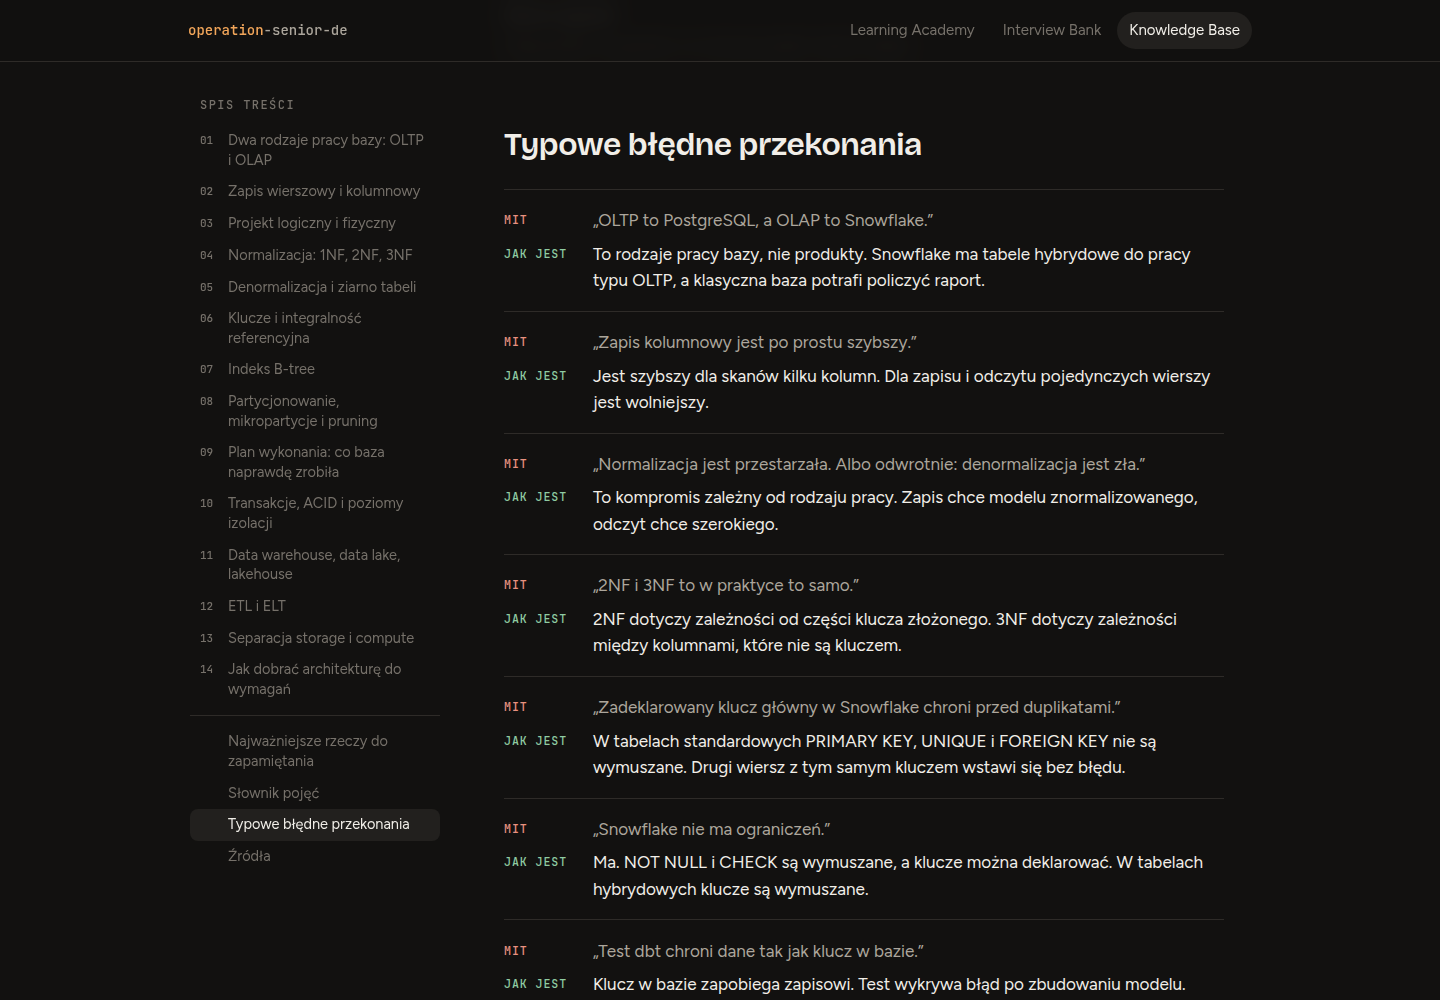 operation-senior-de
Learning Academy
Interview Bank
Knowledge Base
SPIS TREŚCI
01 Dwa rodzaje pracy bazy: OLTP
i OLAP
02 Zapis wierszowy i kolumnowy
03 Projekt logiczny i fizyczny
04 Normalizacja: 1NF, 2NF, 3NF
05 Denormalizacja i ziarno tabeli
06 Klucze i integralność
referencyjna
07 Indeks B-tree
08 Partycjonowanie,
mikropartycje i pruning
09 Plan wykonania: co baza
naprawdę zrobiła
10 Transakcje, ACID i poziomy
izolacji
11 Data warehouse, data lake,
lakehouse
12 ETL i ELT
13 Separacja storage i compute
14 Jak dobrać architekturę do
wymagań
Najważniejsze rzeczy do
zapamiętania
Słownik pojęć
Typowe błędne przekonania
Źródła
Typowe błędne przekonania
MIT „OLTP to PostgreSQL, a OLAP to Snowflake.”
JAK JEST To rodzaje pracy bazy, nie produkty. Snowflake ma tabele hybrydowe do pracy
typu OLTP, a klasyczna baza potrafi policzyć raport.
MIT „Zapis kolumnowy jest po prostu szybszy.”
JAK JEST Jest szybszy dla skanów kilku kolumn. Dla zapisu i odczytu pojedynczych wierszy
jest wolniejszy.
MIT „Normalizacja jest przestarzała. Albo odwrotnie: denormalizacja jest zła.”
JAK JEST To kompromis zależny od rodzaju pracy. Zapis chce modelu znormalizowanego,
odczyt chce szerokiego.
MIT „2NF i 3NF to w praktyce to samo.”
JAK JEST 2NF dotyczy zależności od części klucza złożonego. 3NF dotyczy zależności
między kolumnami, które nie są kluczem.
MIT „Zadeklarowany klucz główny w Snowflake chroni przed duplikatami.”
JAK JEST W tabelach standardowych PRIMARY KEY, UNIQUE i FOREIGN KEY nie są
wymuszane. Drugi wiersz z tym samym kluczem wstawi się bez błędu.
MIT „Snowflake nie ma ograniczeń.”
JAK JEST Ma. NOT NULL i CHECK są wymuszane, a klucze można deklarować. W tabelach
hybrydowych klucze są wymuszane.
MIT „Test dbt chroni dane tak jak klucz w bazie.”
JAK JEST Klucz w bazie zapobiega zapisowi. Test wykrywa błąd po zbudowaniu modelu.